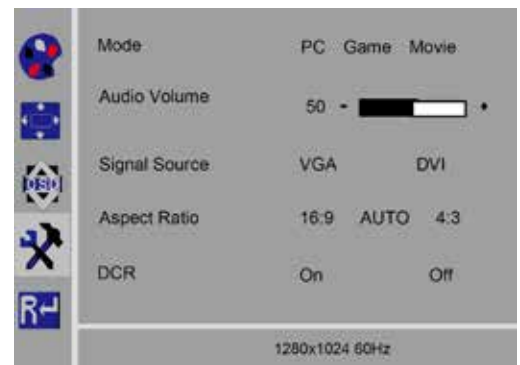 Mode PC Game Movie
Audio Volume 50 - +
OSD
Signal Source VGA DVI
Aspect Ratio 16:9 AUTO 4:3
DCR On Off
R
1280x1024 60Hz